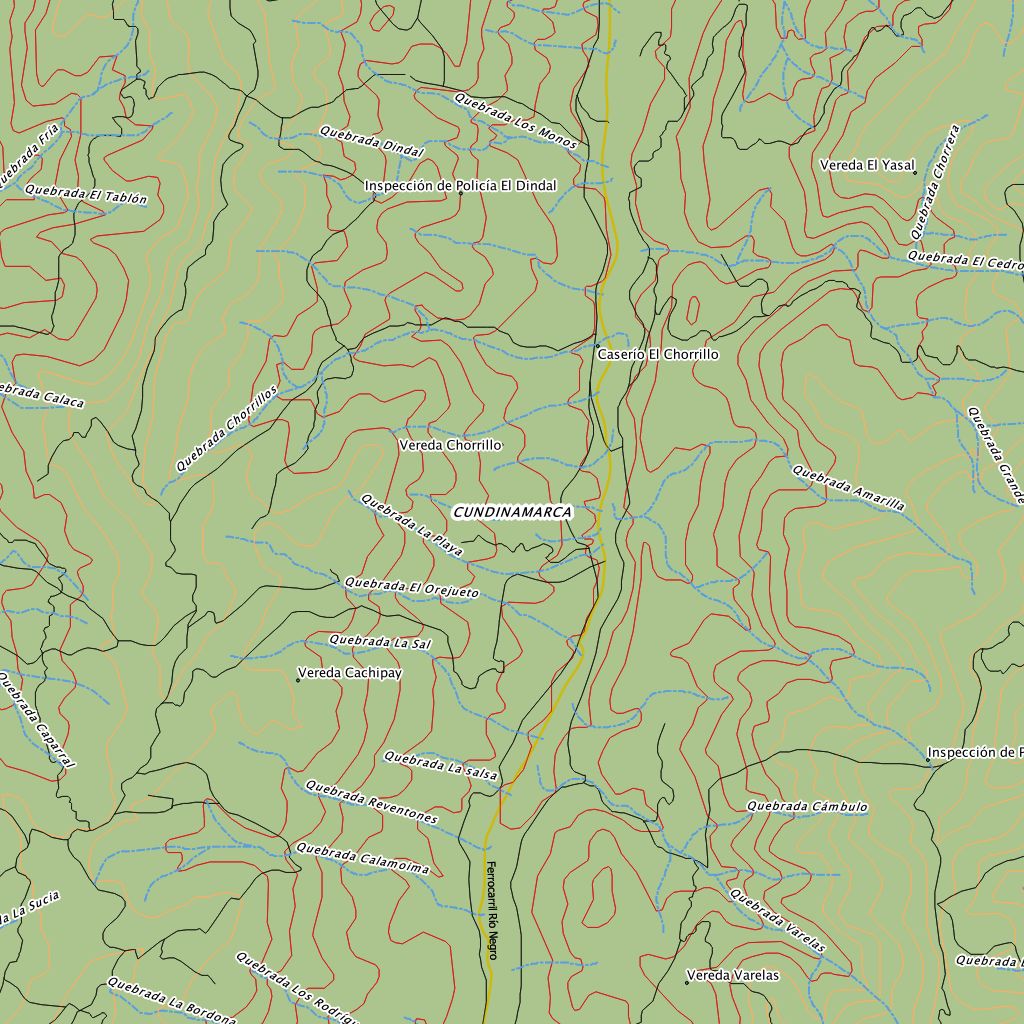 Quebrada Los Monos
Quebrada Fría
Quebrada Dindal
Quebrada Chorrera
Vereda El Yasal
Inspección de Policía El Dindal
Quebrada El Tablón
Quebrada El Cedro
Caserío El Chorrillo
Quebrada Calaca
Quebrada Chorrillos
Vereda Chorrillo
Quebrada Grande
Quebrada Amarilla
CUNDINAMARCA
Quebrada La Playa
Quebrada El Orejueto
Quebrada La Sal
Vereda Cachipay
Quebrada Caparral
Inspección de P
Quebrada La salsa
Quebrada Reventones
Quebrada Cámbulo
Quebrada Calamoima
Ferrocarril Río Negro
da La Sucia
Quebrada Varelas
Quebrada Los Rodrígu
Quebrada
Vereda Varelas
Quebrada La Bordona